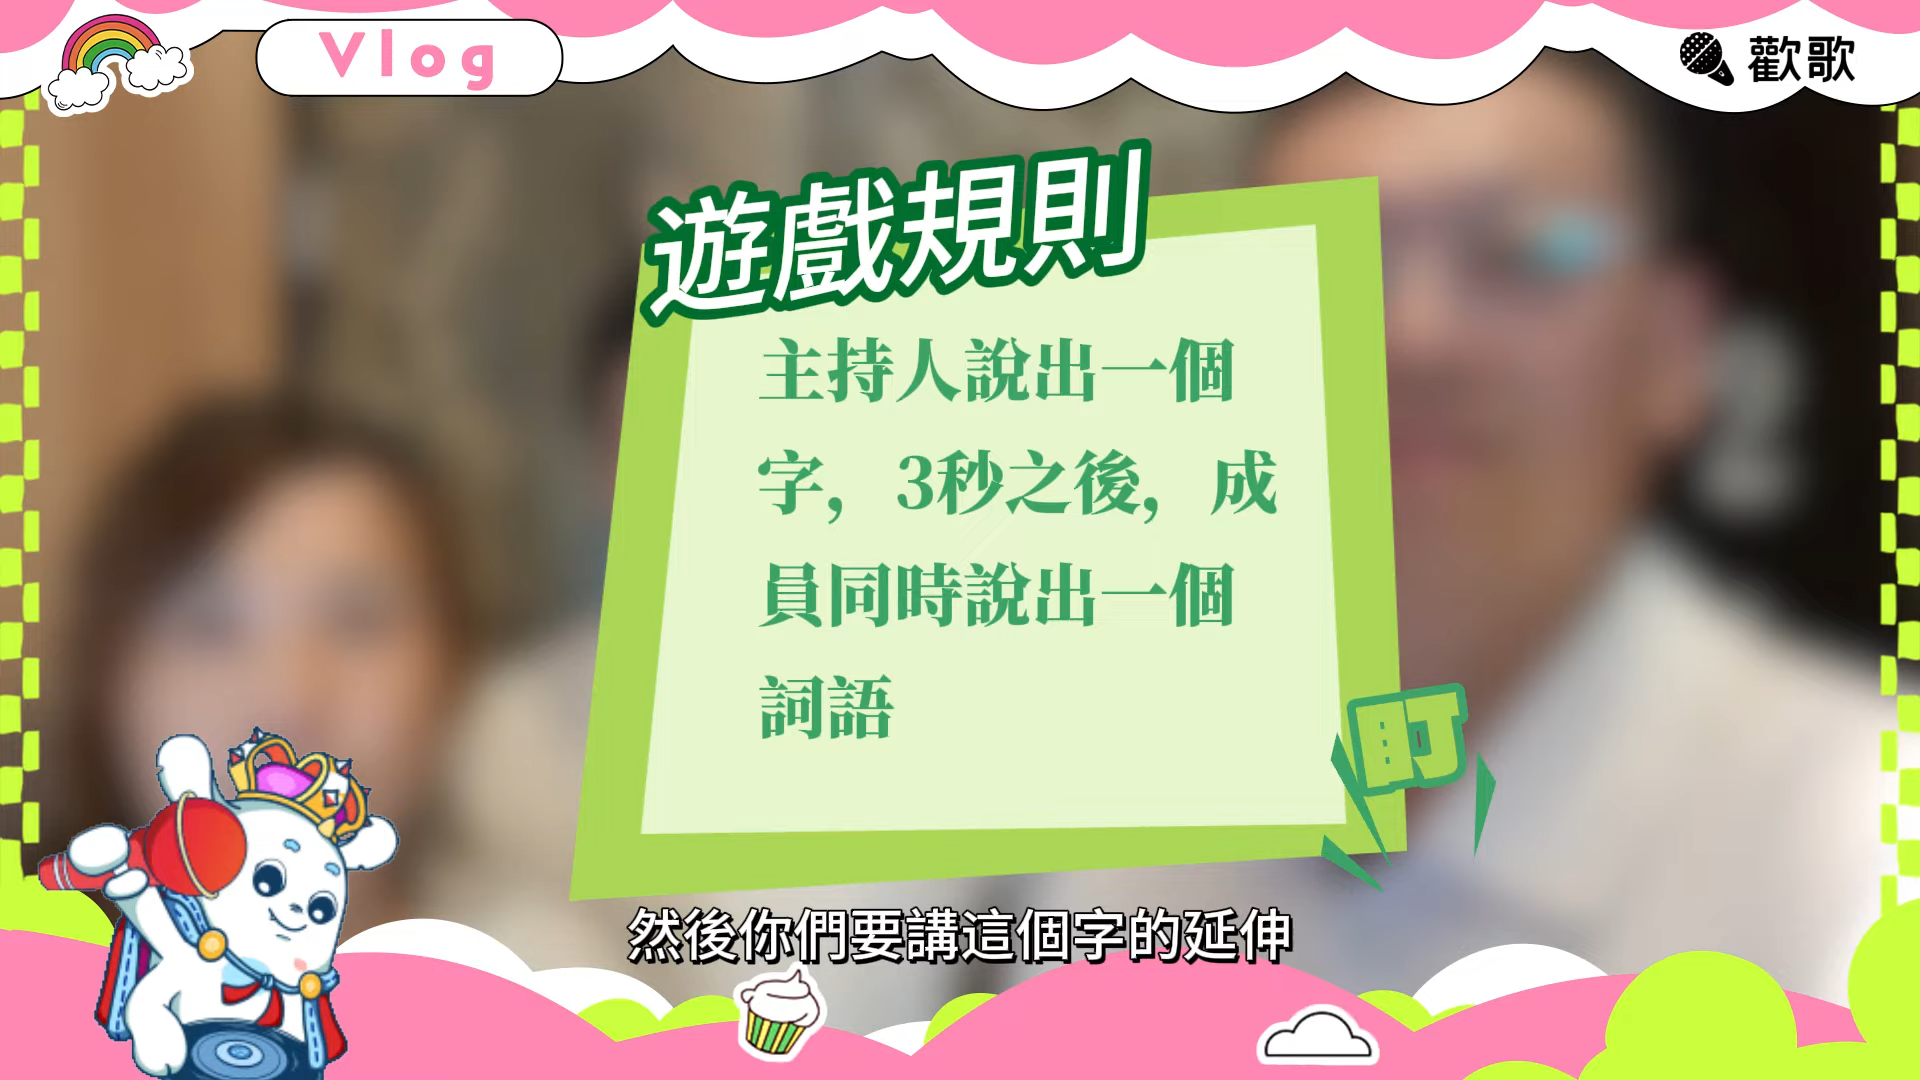 Vlog
歡歌
遊戲規則
主持人說出一個
字，3秒之後，成
員同時說出一個
詞語
盯
然後你們要講這個字的延伸